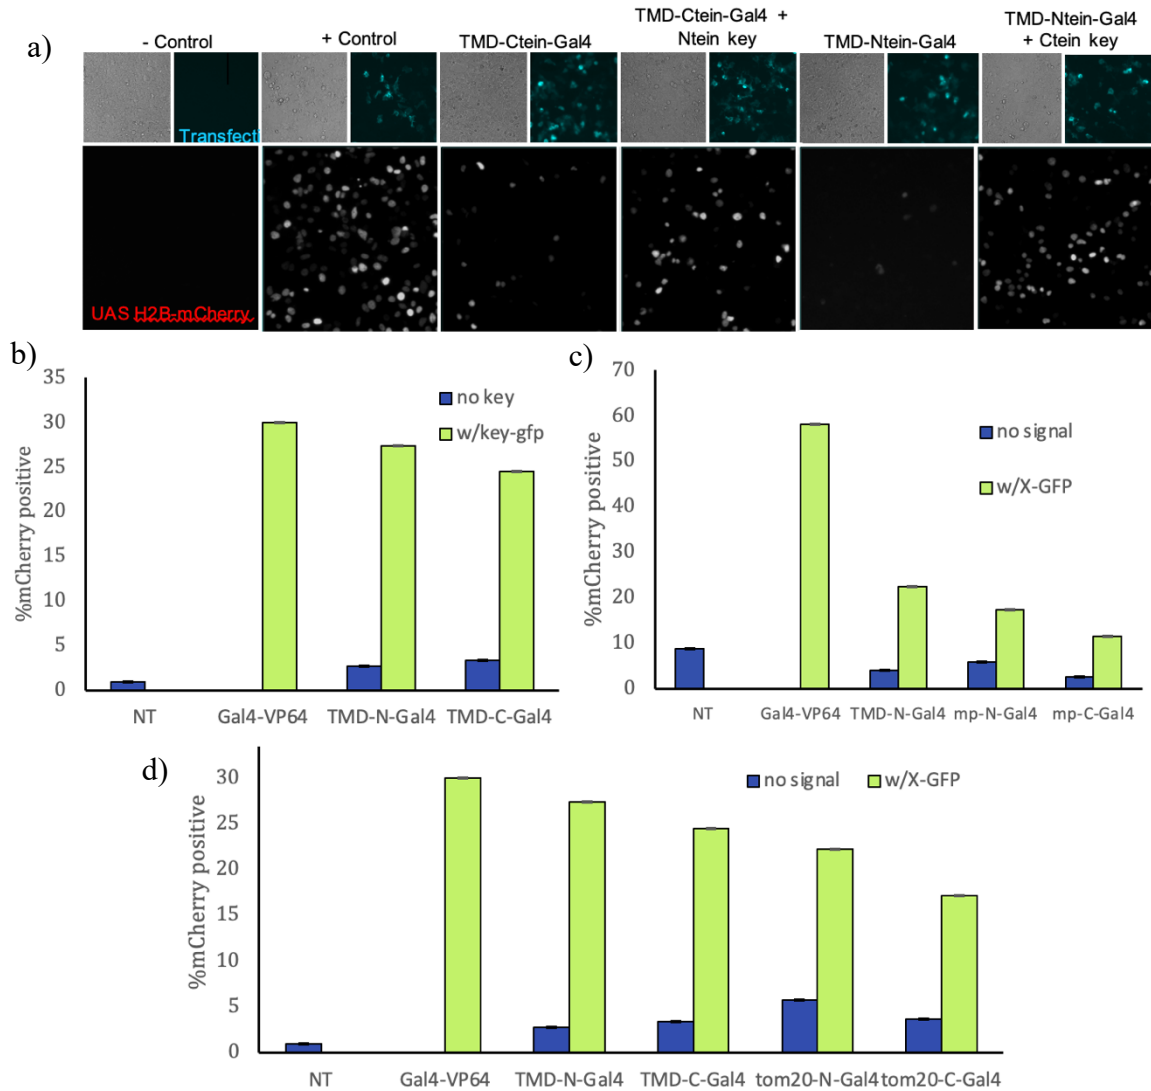 a)
- Control
+ Control
TMD-Ctein-Gal4
TMD-Ctein-Gal4 +
Ntein key
TMD-Ntein-Gal4
TMD-Ntein-Gal4
+ Ctein key
Transfecti
UAS H2B-mCherry
b)
%mCherry positive
35
30
25
20
15
10
5
0
no key
w/key-gfp
NT
Gal4-VP64
TMD-N-Gal4
TMD-C-Gal4
c)
%mCherry positive
70
60
50
40
30
20
10
0
no signal
w/X-GFP
NT
Gal4-VP64
TMD-N-Gal4
mp-N-Gal4
mp-C-Gal4
d)
%mCherry positive
30
25
20
15
10
5
0
no signal
w/X-GFP
NT
Gal4-VP64
TMD-N-Gal4
TMD-C-Gal4
tom20-N-Gal4
tom20-C-Gal4